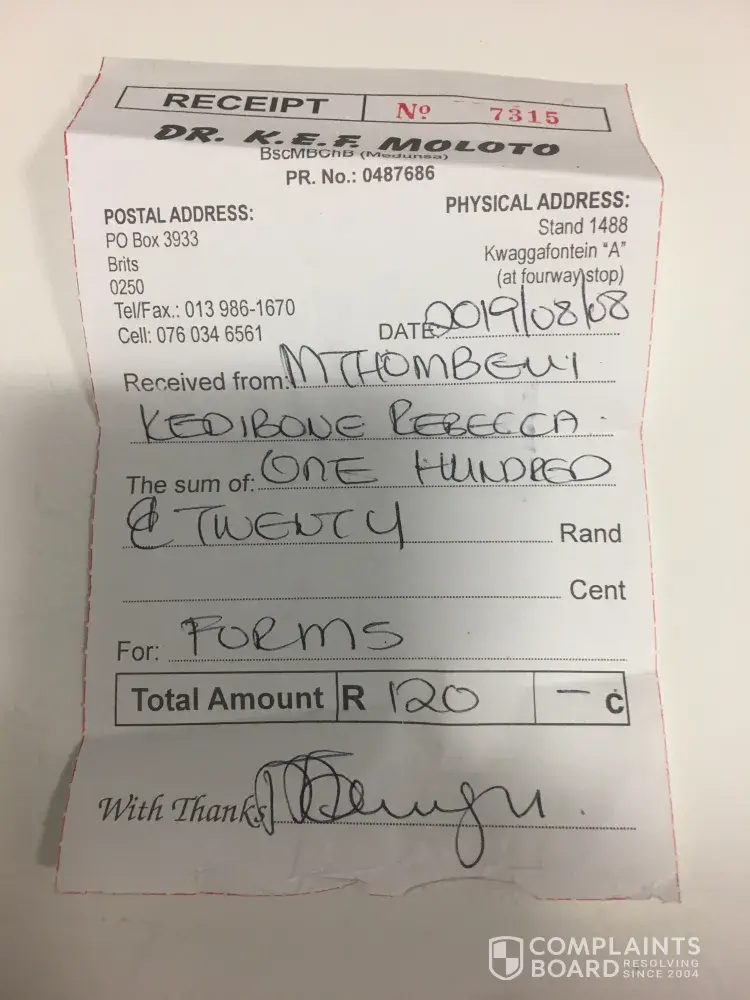 RECEIPT Nº 7315
DR. K.E.F. MOLOTO
BscMBChB (Medunsa)
PR. No.: 0487686
POSTAL ADDRESS:
PO Box 3933
Brits
0250
Tel/Fax.: 013 986-1670
Cell: 076 034 6561
PHYSICAL ADDRESS:
Stand 1488
Kwaggafontein "A"
(at fourway stop)
DATE 2019/08/08
Received from: MTHOMBENI
KEDIBONE REBECCA.
The sum of: ONE HUNDRED
& TWENTY Rand
Cent
For: FORMS
Total Amount R 120 – c
With Thanks
COMPLAINTS
BOARD RESOLVING
SINCE 2004